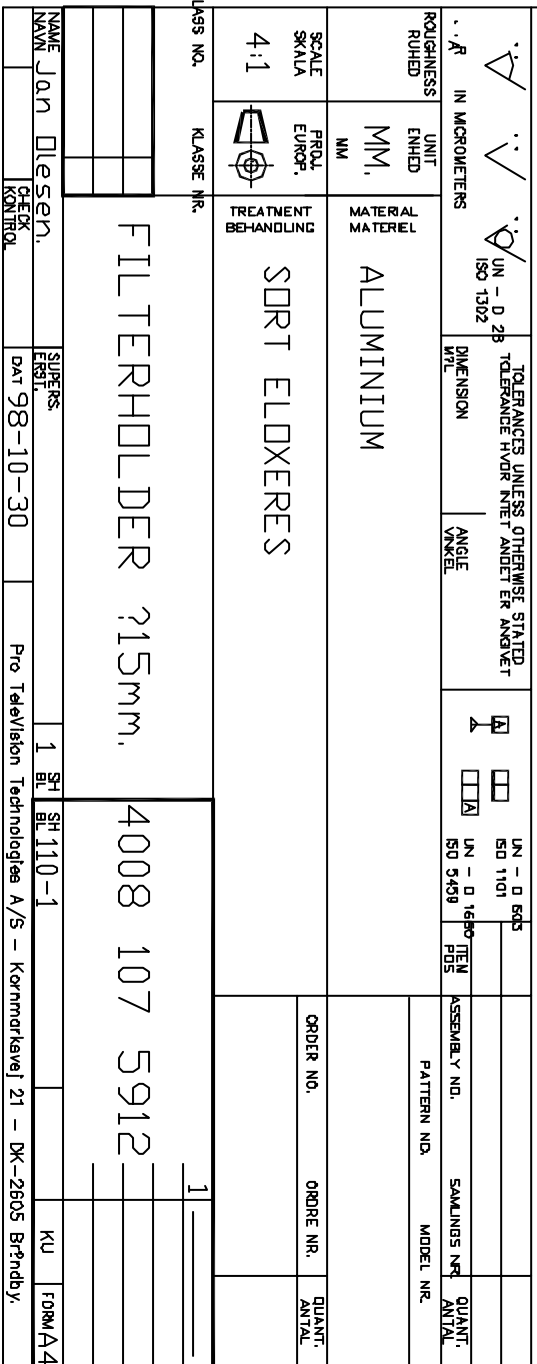 UN - D 28
ISO 1302
TOLERANCES UNLESS OTHERWISE STATED
TOLERANCE HVOR INTET ANDET ER ANGIVET
R IN MICROMETERS
DIMENSION
M?L
ANGLE
VINKEL
A
A
UN - D 603
ISO 1101
UN - D 1680
ISO 5459
ITEM
POS
ASSEMBLY NO. SAMLINGS NR.
QUANT.
ANTAL
ROUGHNESS
RUHED
UNIT
ENHED
MM.
MM
MATERIAL
MATERIEL
ALUMINIUM
PATTERN NO. MODEL NR.
SCALE
SKALA
4:1
PROJ.
EUROP.
TREATMENT
BEHANDLING
SORT ELOXERES
ORDER NO. ORDRE NR.
QUANT.
ANTAL
LASS NO. KLASSE NR.
1
FILTERHOLDER ?15mm.
4008 107 5912
NAME
NAVN
Jan Olesen.
SUPERS.
ERST.
1 SH
BL
SH
BL
110-1
KU
FORM A4
CHECK
KONTROL
DAT 98-10-30
Pro TeleVision Technologies A/S - Kornmarksvej 21 - DK-2605 Br?ndby.